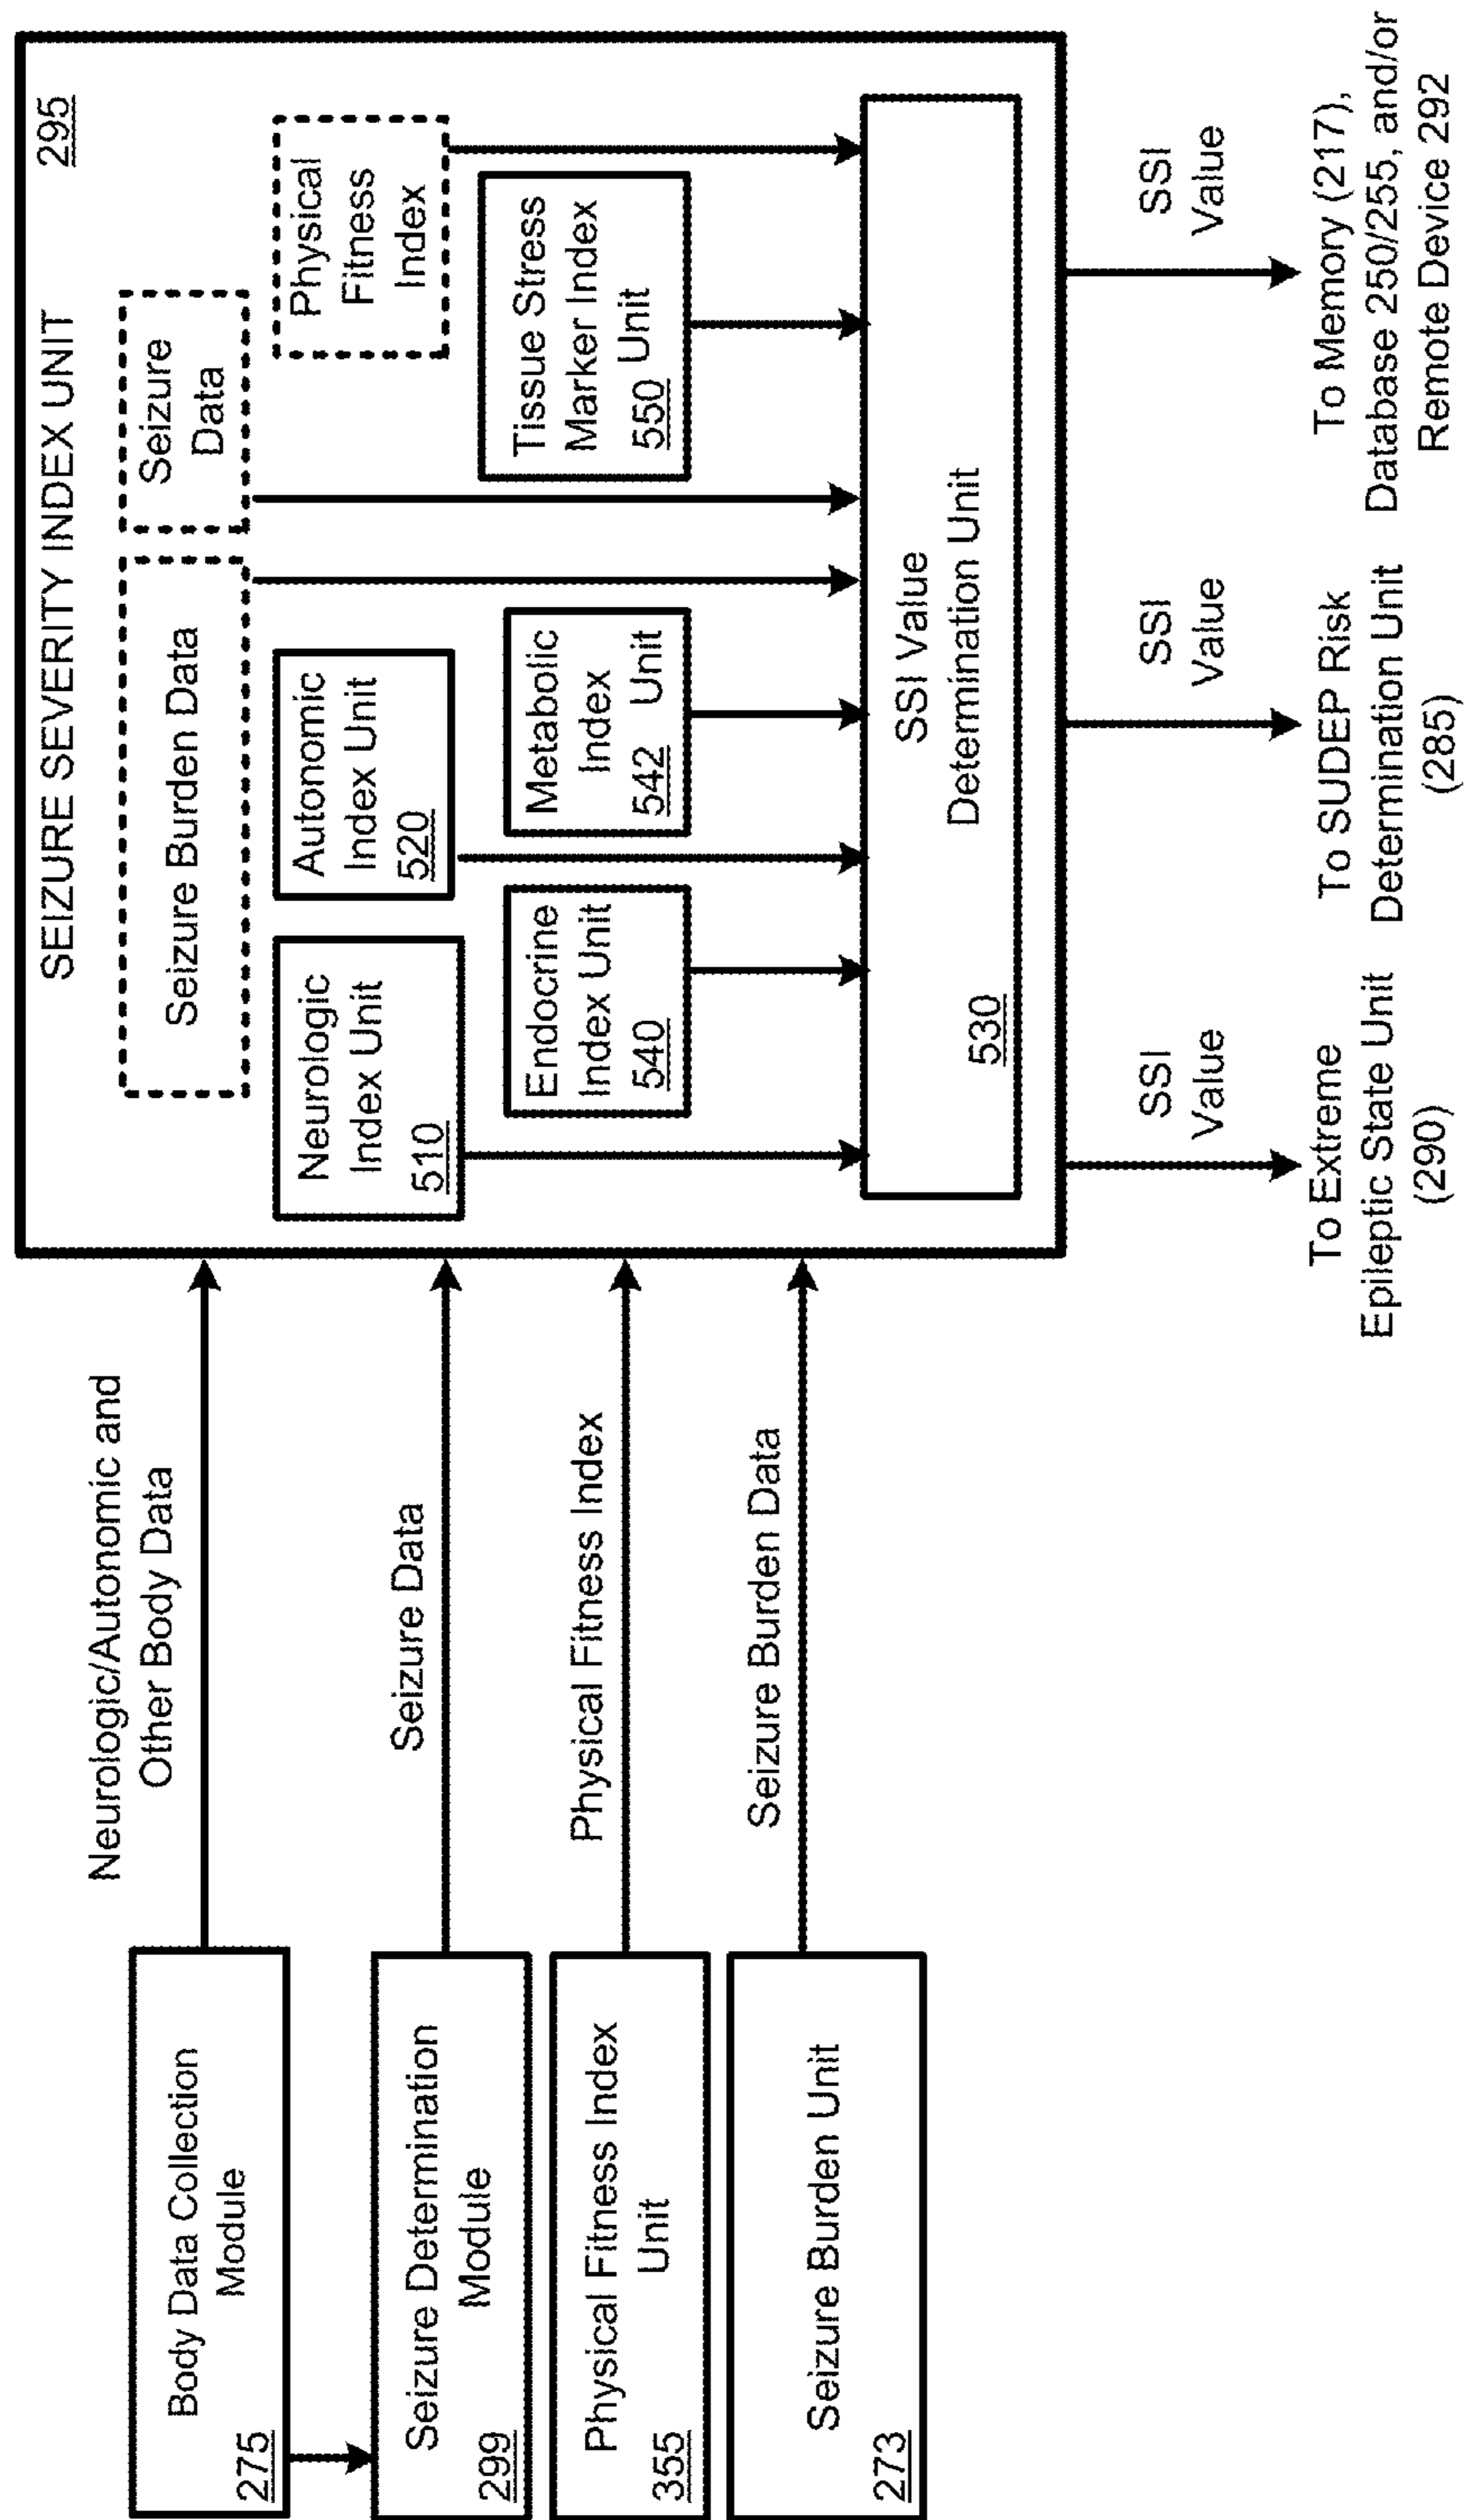 Body Data Collection
Module
275
Seizure Determination
Module
299
Physical Fitness Index
Unit
355
Seizure Burden Unit
273
Neurologic/Autonomic and
Other Body Data
Seizure Data
Physical Fitness Index
Seizure Burden Data
SEIZURE SEVERITY INDEX UNIT
295
Seizure Burden Data
Seizure
Data
Neurologic
Index Unit
510
Autonomic
Index Unit
520
Physical
Fitness
Index
Endocrine
Index Unit
540
Metabolic
Index
542 Unit
Tissue Stress
Marker Index
550 Unit
SSI Value
Determination Unit
530
SSI
Value
SSI
Value
SSI
Value
To Extreme
Epileptic State Unit
(290)
To SUDEP Risk
Determination Unit
(285)
To Memory (217),
Database 250/255, and/or
Remote Device 292